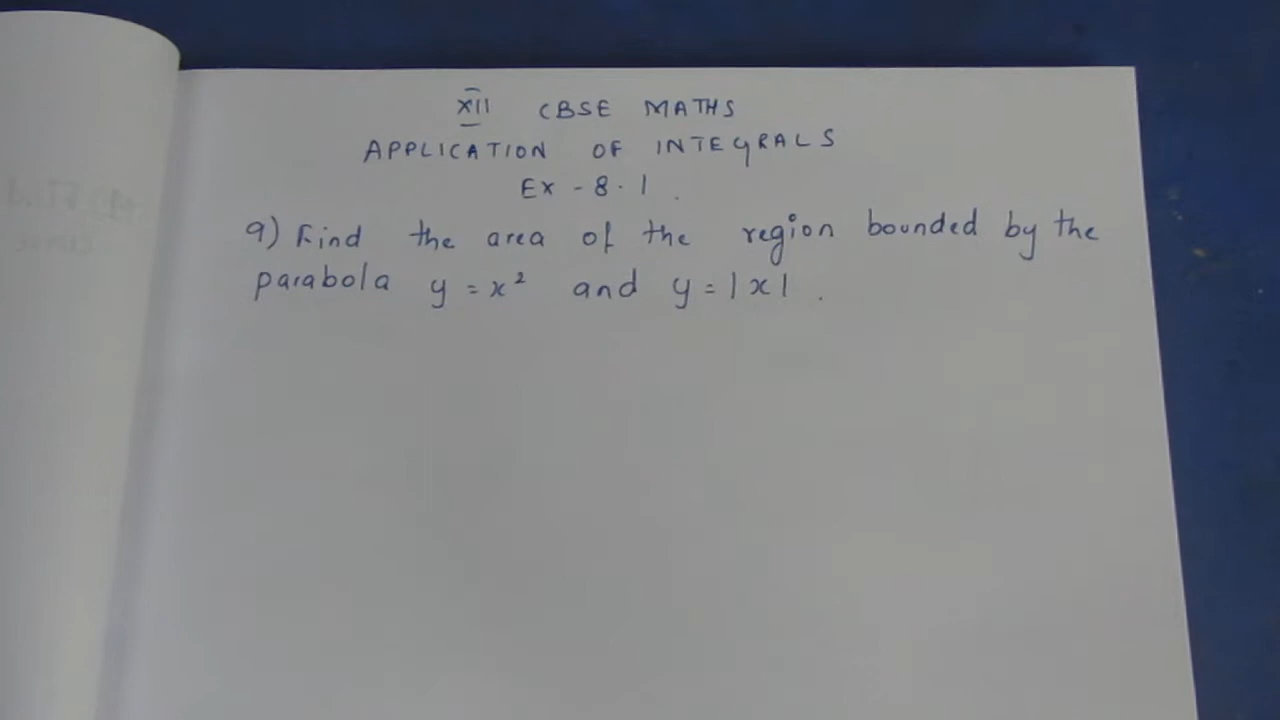 XII CBSE MATHS
APPLICATION OF INTEGRALS
Ex - 8.1.
9) Find the area of the region bounded by the
parabola y = x² and y = |x|.